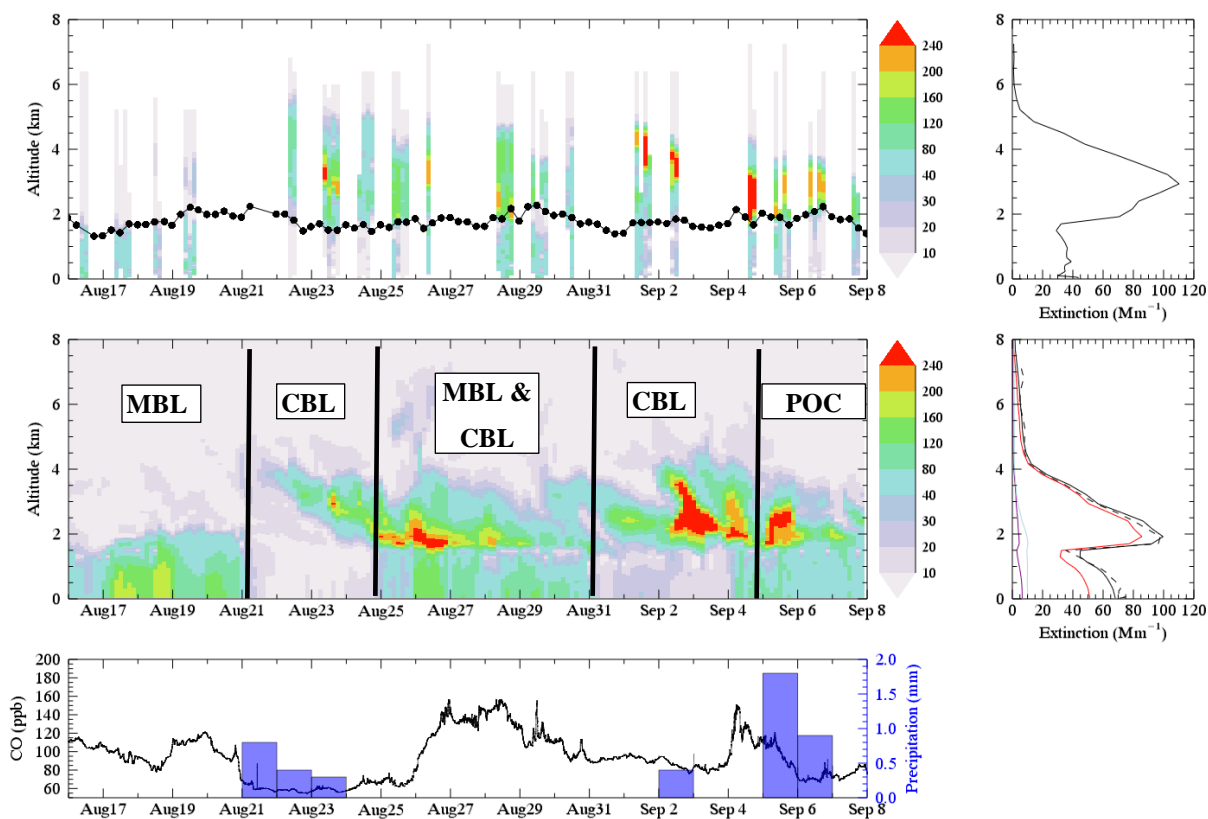 8
6
4
2
0
Altitude (km)
Aug17
Aug19
Aug21
Aug23
Aug25
Aug27
Aug29
Aug31
Sep 2
Sep 4
Sep 6
Sep 8
240
200
160
120
80
40
30
20
10
8
6
4
2
0
0
20
40
60
80
100
120
Extinction (Mm⁻¹)
8
6
4
2
0
Altitude (km)
MBL
CBL
MBL &
CBL
CBL
POC
Aug17
Aug19
Aug21
Aug23
Aug25
Aug27
Aug29
Aug31
Sep 2
Sep 4
Sep 6
Sep 8
240
200
160
120
80
40
30
20
10
8
6
4
2
0
0
20
40
60
80
100
120
Extinction (Mm⁻¹)
200
180
160
140
120
100
80
60
CO (ppb)
2.0
1.5
1.0
0.5
0.0
Precipitation (mm)
Aug17
Aug19
Aug21
Aug23
Aug25
Aug27
Aug29
Aug31
Sep 2
Sep 4
Sep 6
Sep 8